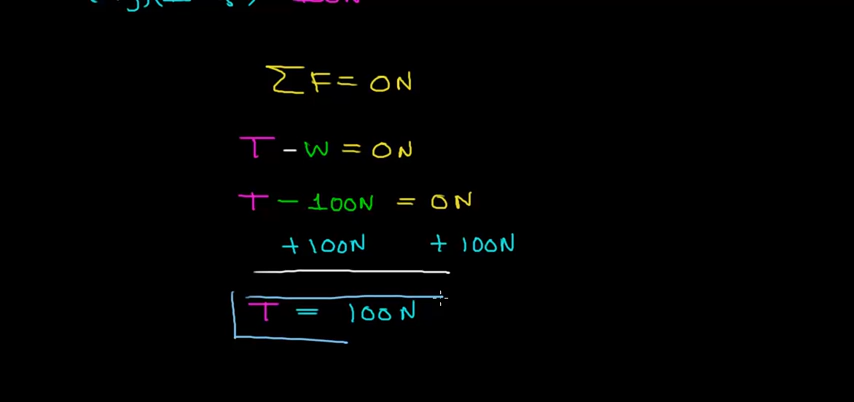 ΣF = 0N
T - W = 0N
T - 100N = 0N
+100N + 100N
T = 100N